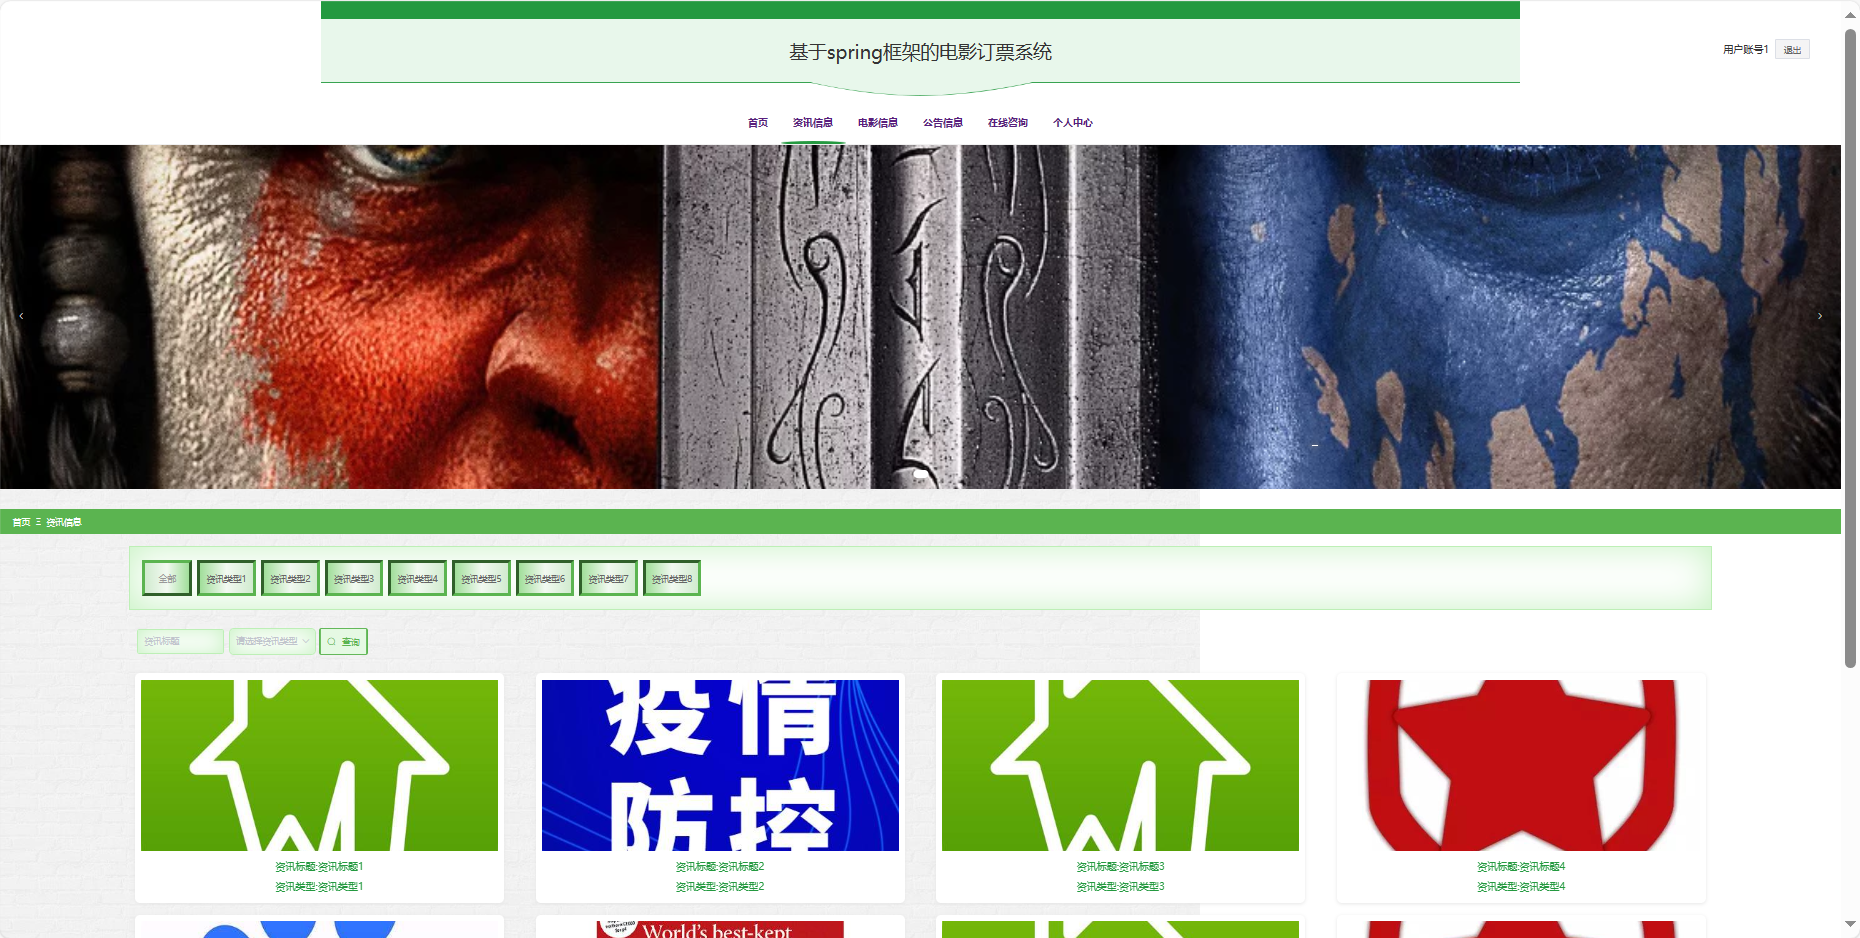 基于spring框架的电影订票系统
用户账号1 退出
首页 资讯信息 电影信息 公告信息 在线咨询 个人中心
首页 Ξ 资讯信息
全部 资讯类型1 资讯类型2 资讯类型3 资讯类型4 资讯类型5 资讯类型6 资讯类型7 资讯类型8
资讯标题 请选择资讯类型 查询
疫情
防控
资讯标题:资讯标题1
资讯类型:资讯类型1
资讯标题:资讯标题2
资讯类型:资讯类型2
资讯标题:资讯标题3
资讯类型:资讯类型3
资讯标题:资讯标题4
资讯类型:资讯类型4
World's best-kept